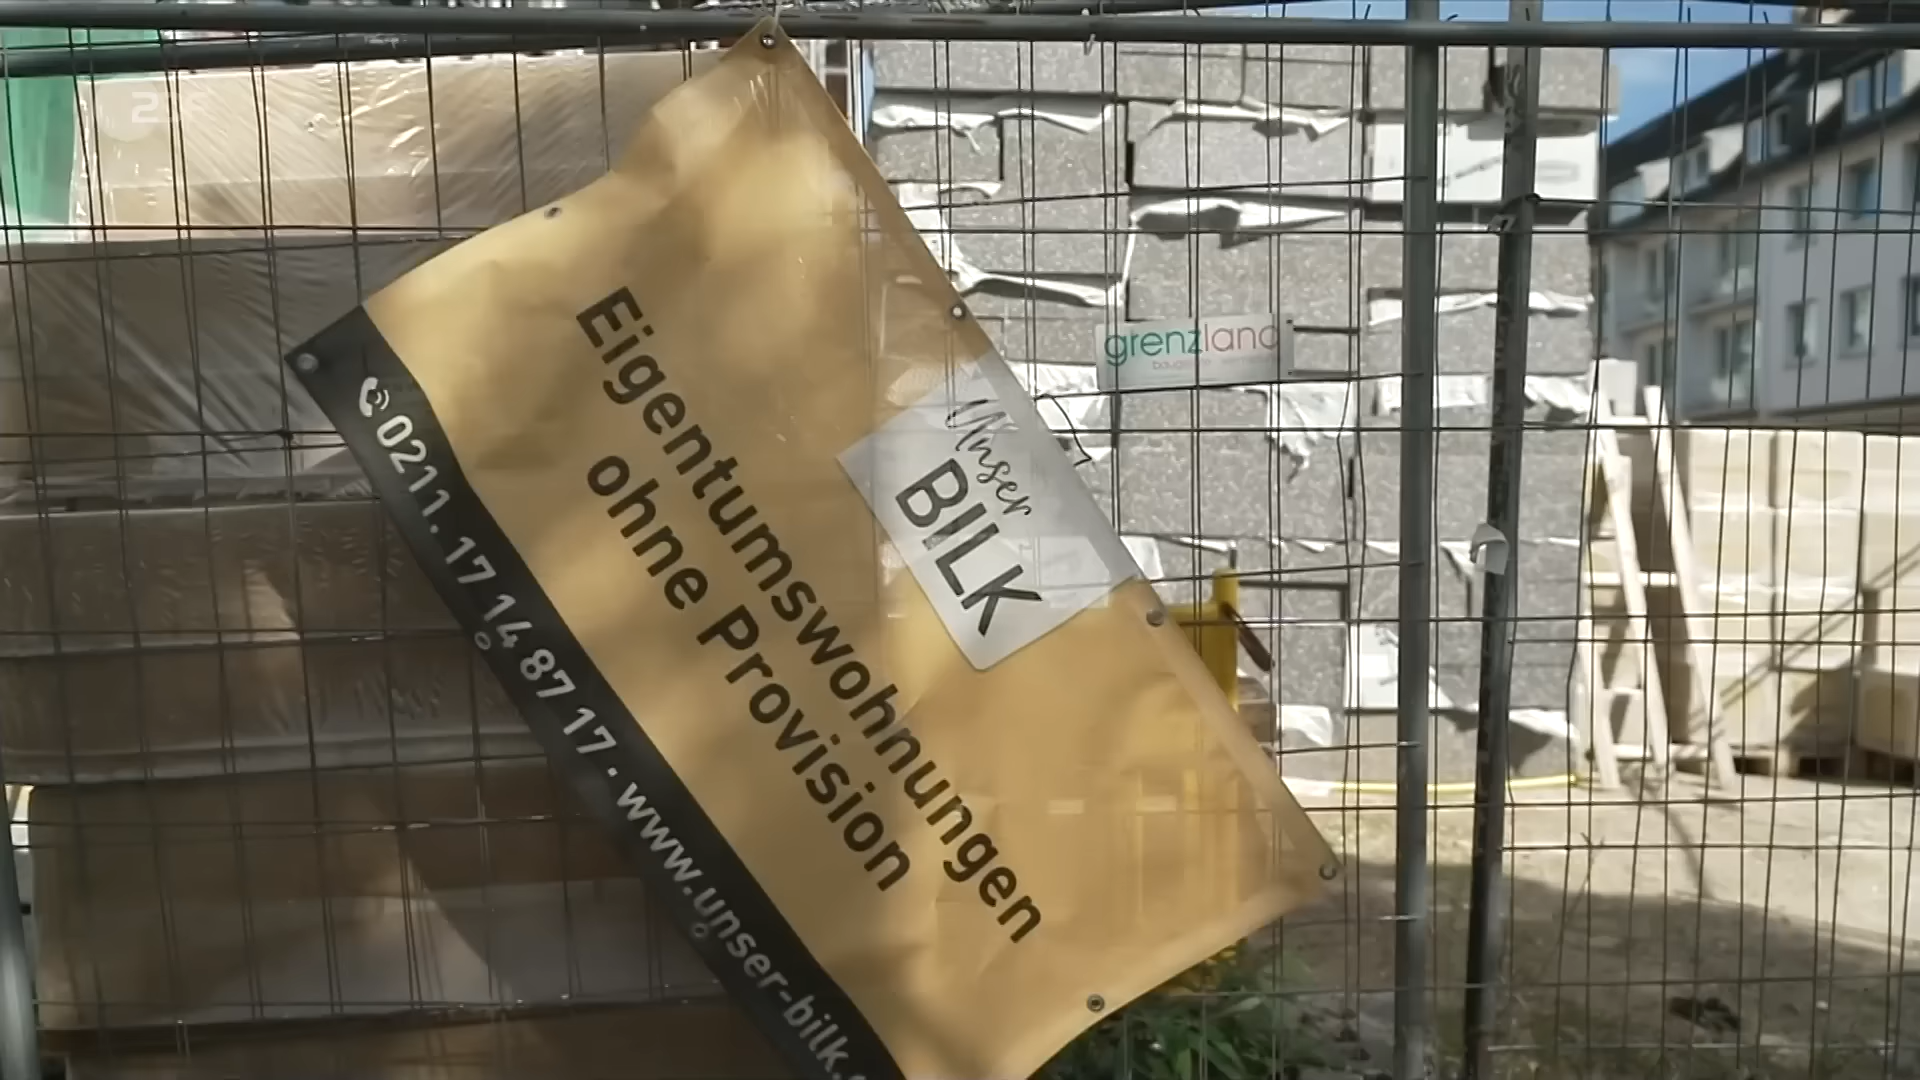 Unser
BILK
Eigentumswohnungen
ohne Provision
0211. 17 14 87 17 · www.unser-bilk.
grenzland